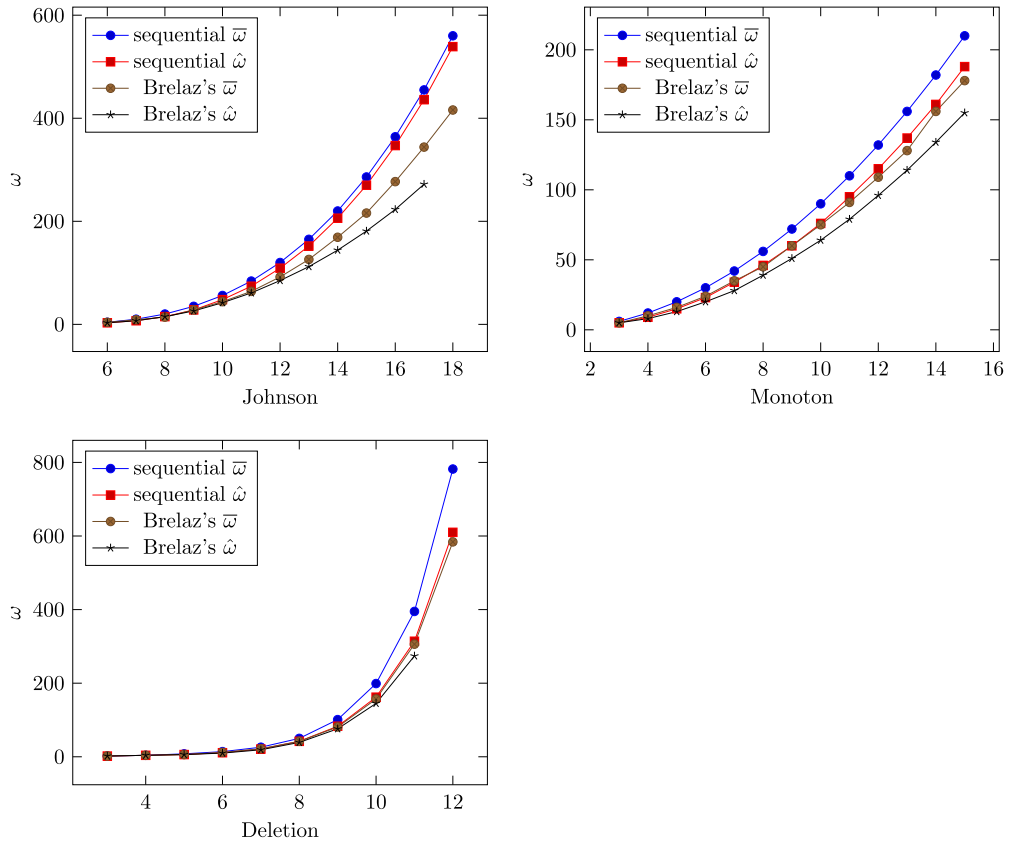 600
400
200
0
ω
sequential ω̅
sequential ω̂
Brelaz's ω̅
Brelaz's ω̂
6 8 10 12 14 16 18
Johnson
200
150
100
50
0
ω
sequential ω̅
sequential ω̂
Brelaz's ω̅
Brelaz's ω̂
2 4 6 8 10 12 14 16
Monoton
800
600
400
200
0
ω
sequential ω̅
sequential ω̂
Brelaz's ω̅
Brelaz's ω̂
4 6 8 10 12
Deletion